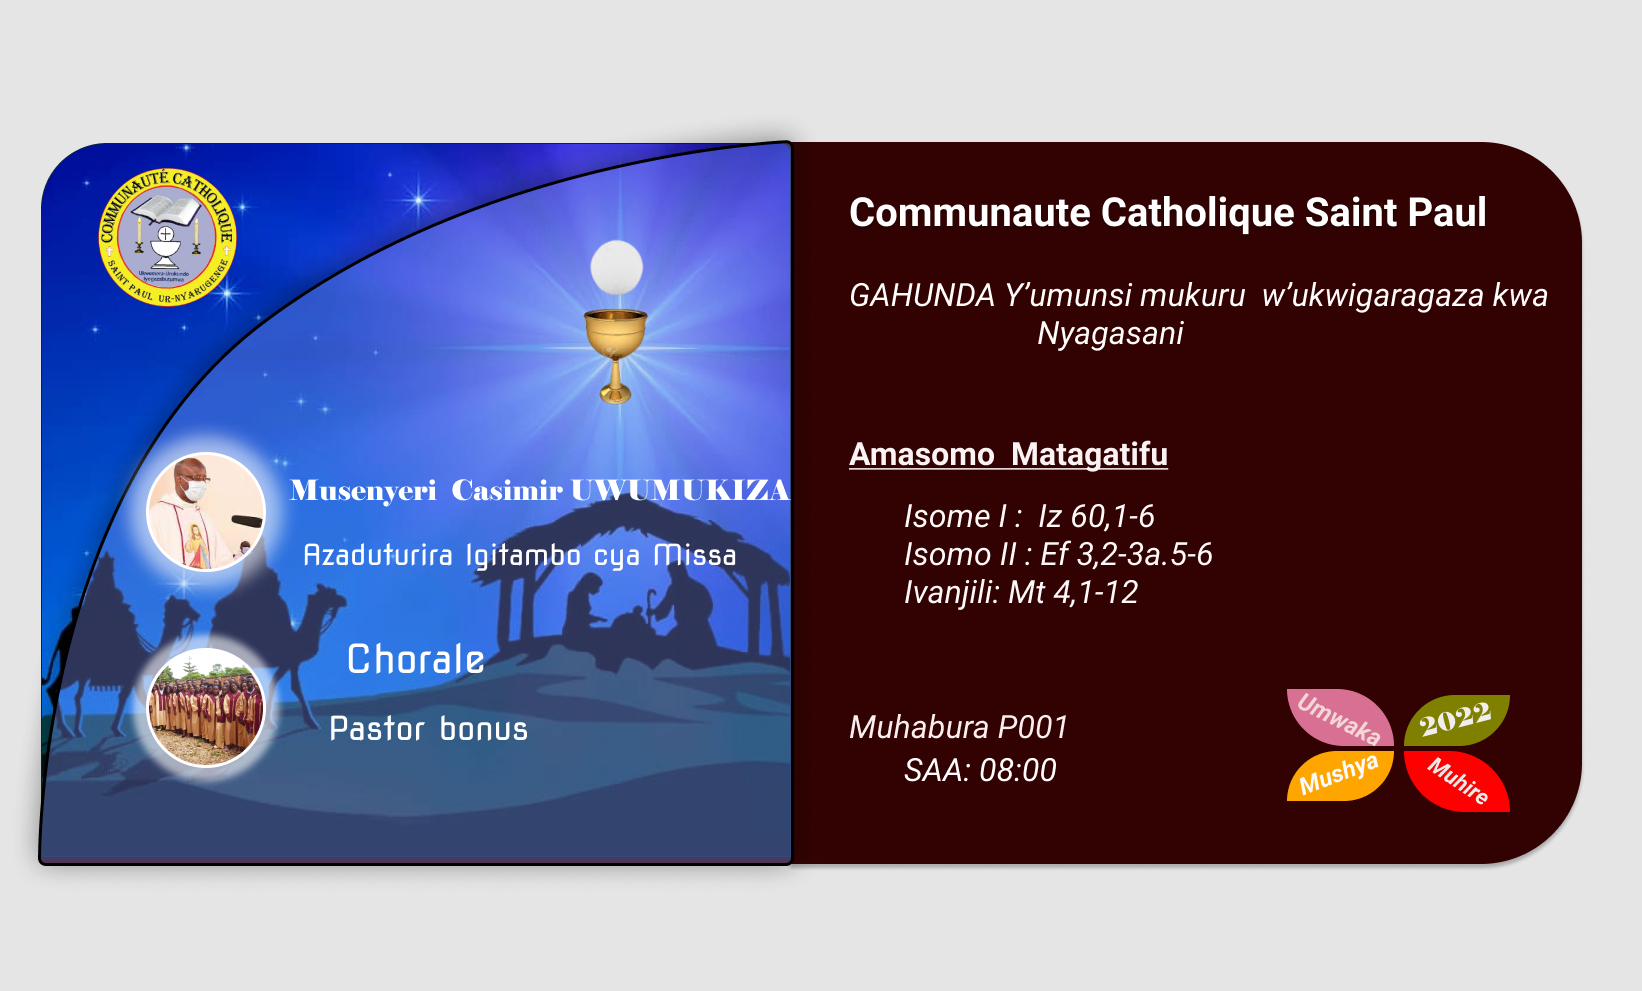 COMMUNAUTÉ CATHOLIQUE
SAINT PAUL UR-NYARUGENGE
Musenyeri Casimir UWUMUKIZA
Azaduturira Igitambo cya Missa
Chorale
Pastor bonus
Communaute Catholique Saint Paul
GAHUNDA Y’umunsi mukuru w’ukwigaragaza kwa
Nyagasani
Amasomo Matagatifu
Isome I : Iz 60,1-6
Isomo II : Ef 3,2-3a.5-6
Ivanjili: Mt 4,1-12
Muhabura P001
SAA: 08:00
Umwaka
2022
Mushya
Muhire